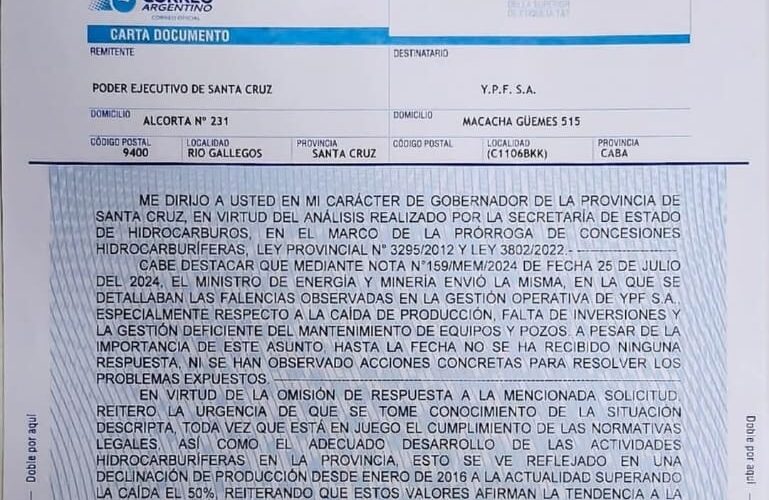 CORREO
ARGENTINO
CORREO OFICIAL
CARTA DOCUMENTO
REMITENTE
DESTINATARIO
PODER EJECUTIVO DE SANTA CRUZ
Y.P.F. S.A.
DOMICILIO
ALCORTA N° 231
DOMICILIO
MACACHA GÜEMES 515
CÓDIGO POSTAL
9400
LOCALIDAD
RIO GALLEGOS
PROVINCIA
SANTA CRUZ
CÓDIGO POSTAL
LOCALIDAD
(C1106BKK)
PROVINCIA
CABA
ME DIRIJO A USTED EN MI CARÁCTER DE GOBERNADOR DE LA PROVINCIA DE
SANTA CRUZ, EN VIRTUD DEL ANÁLISIS REALIZADO POR LA SECRETARÍA DE ESTADO
DE HIDROCARBUROS, EN EL MARCO DE LA PRÓRROGA DE CONCESIONES
HIDROCARBURÍFERAS, LEY PROVINCIAL N° 3295/2012 Y LEY 3802/2022.-
CABE DESTACAR QUE MEDIANTE NOTA N°159/MEM/2024 DE FECHA 25 DE JULIO
DEL 2024, EL MINISTRO DE ENERGÍA Y MINERÍA ENVIÓ LA MISMA, EN LA QUE SE
DETALLABAN LAS FALENCIAS OBSERVADAS EN LA GESTIÓN OPERATIVA DE YPF S.A.,
ESPECIALMENTE RESPECTO A LA CAÍDA DE PRODUCCIÓN, FALTA DE INVERSIONES Y
LA GESTIÓN DEFICIENTE DEL MANTENIMIENTO DE EQUIPOS Y POZOS. A PESAR DE LA
IMPORTANCIA DE ESTE ASUNTO, HASTA LA FECHA NO SE HA RECIBIDO NINGUNA
RESPUESTA, NI SE HAN OBSERVADO ACCIONES CONCRETAS PARA RESOLVER LOS
PROBLEMAS EXPUESTOS.
EN VIRTUD DE LA OMISIÓN DE RESPUESTA A LA MENCIONADA SOLICITUD,
REITERO LA URGENCIA DE QUE SE TOME CONOCIMIENTO DE LA SITUACIÓN
DESCRIPTA, TODA VEZ QUE ESTÁ EN JUEGO EL CUMPLIMIENTO DE LAS NORMATIVAS
LEGALES, ASÍ COMO EL ADECUADO DESARROLLO DE LAS ACTIVIDADES
HIDROCARBURÍFERAS EN LA PROVINCIA, ESTO SE VE REFLEJADO EN UNA
DECLINACIÓN DE PRODUCCIÓN DESDE ENERO DE 2016 A LA ACTUALIDAD SUPERANDO
LA CAÍDA EL 50%, REITERANDO QUE ESTOS VALORES AFIRMAN LA TENDENCIA A LA
Doble por aquí
Doble por aquí